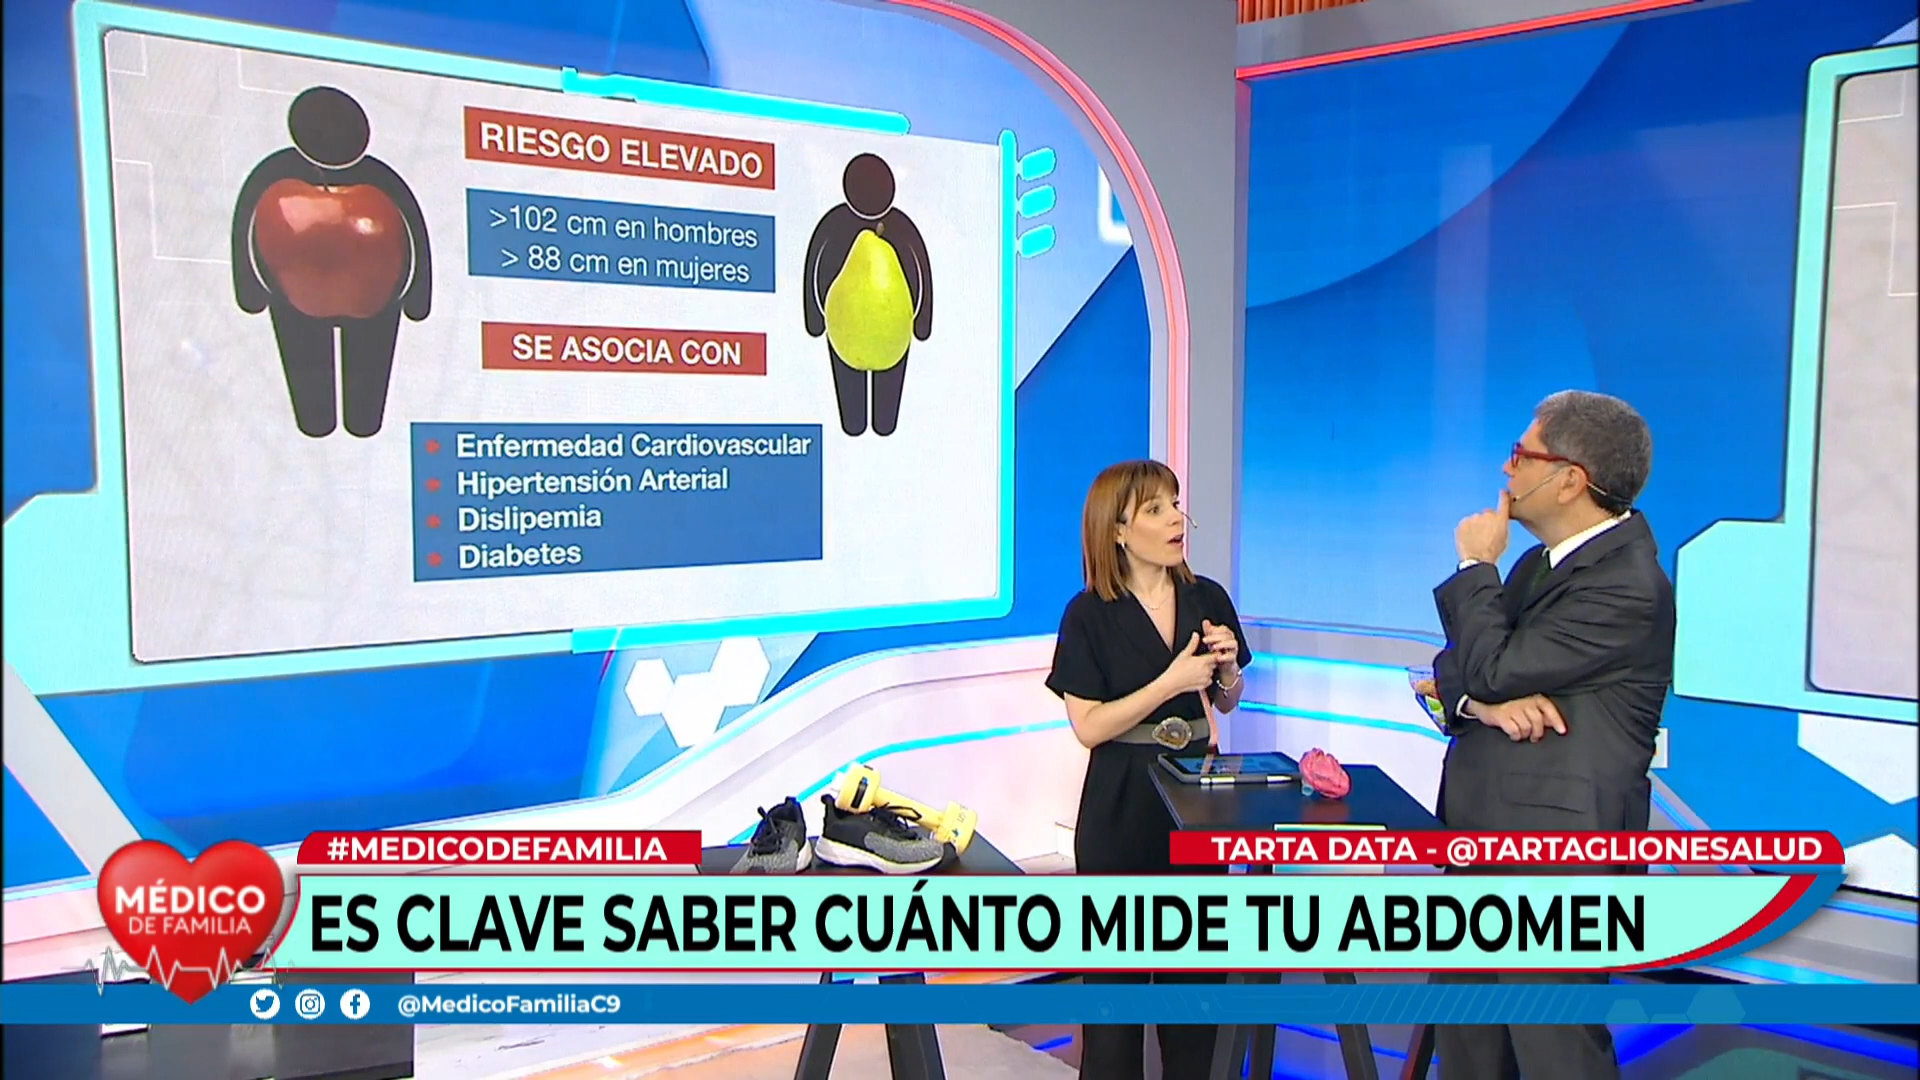 RIESGO ELEVADO
>102 cm en hombres
> 88 cm en mujeres
SE ASOCIA CON
Enfermedad Cardiovascular
Hipertensión Arterial
Dislipemia
Diabetes
#MEDICODEFAMILIA
TARTA DATA - @TARTAGLIONESALUD
MÉDICO
DE FAMILIA
ES CLAVE SABER CUÁNTO MIDE TU ABDOMEN
@MedicoFamiliaC9